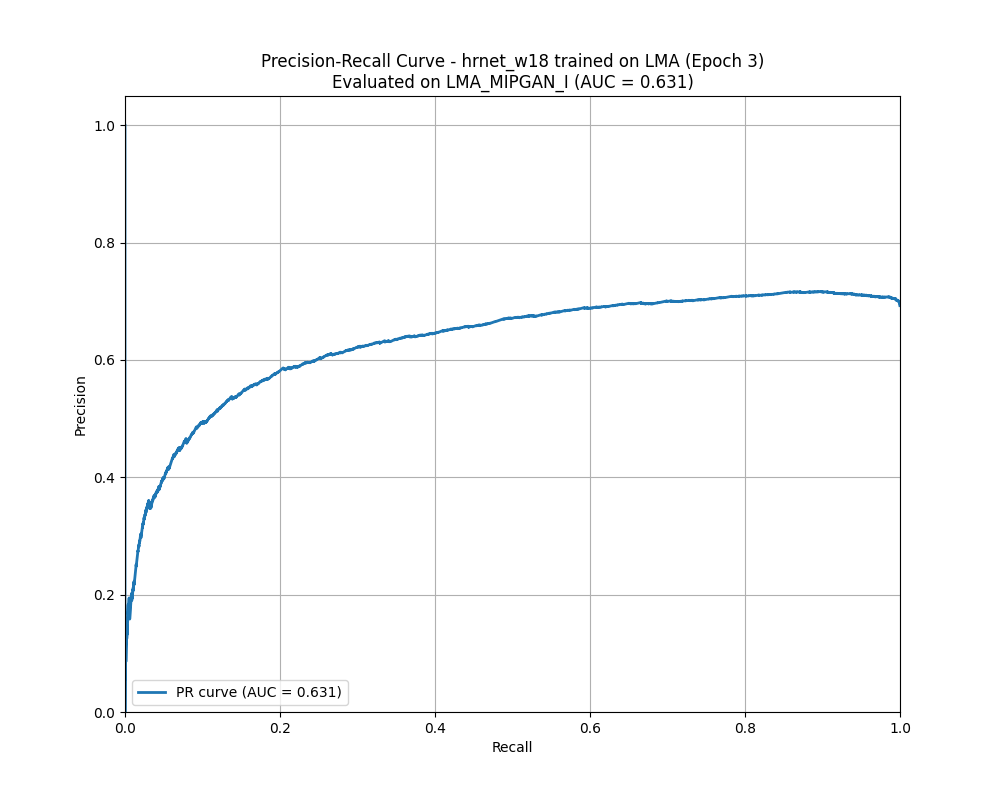 Precision-Recall Curve - hrnet_w18 trained on LMA (Epoch 3)
Evaluated on LMA_MIPGAN_I (AUC = 0.631)
1.0
0.8
0.6
0.4
0.2
0.0
Precision
PR curve (AUC = 0.631)
0.0 0.2 0.4 0.6 0.8 1.0
Recall